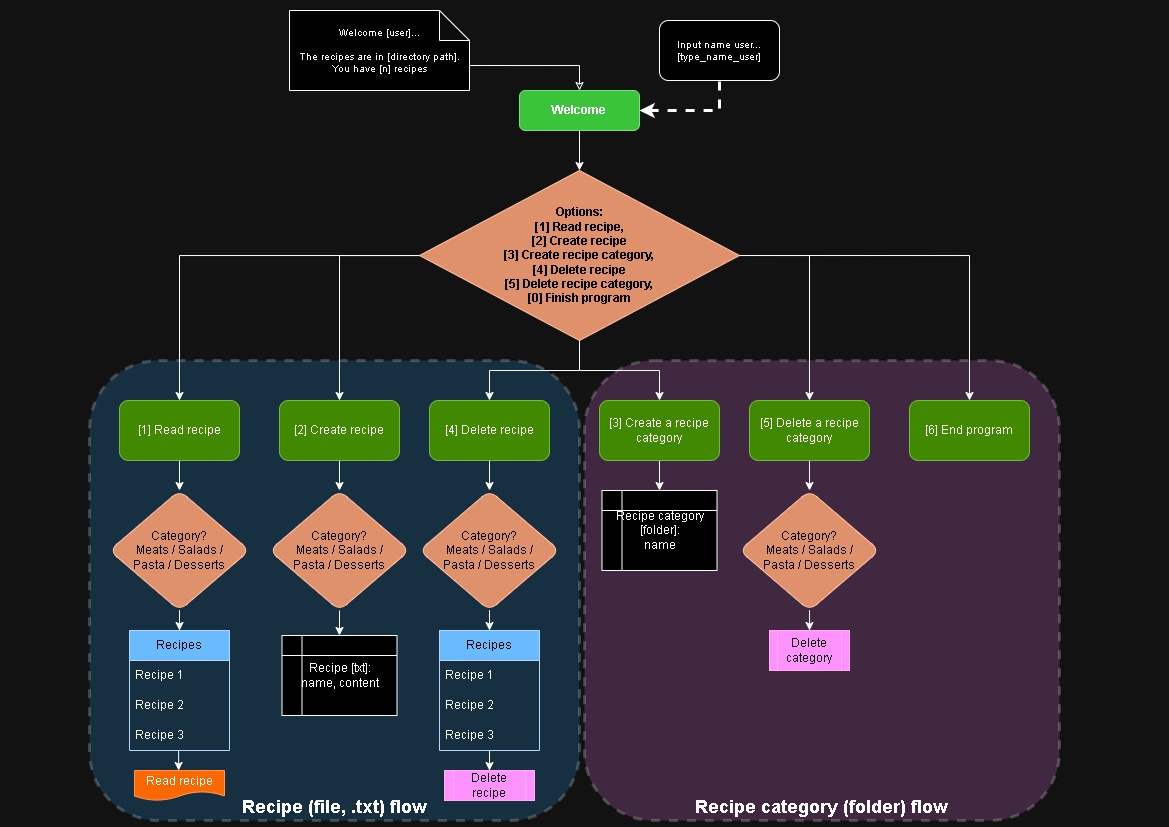 Welcome [user]...
The recipes are in [directory path].
You have [n] recipes
Input name user...
[type_name_user]
Welcome
Options:
[1] Read recipe,
[2] Create recipe
[3] Create recipe category,
[4] Delete recipe
[5] Delete recipe category,
[0] Finish program
[1] Read recipe
[2] Create recipe
[4] Delete recipe
[3] Create a recipe
category
[5] Delete a recipe
category
[6] End program
Category?
Meats / Salads /
Pasta / Desserts
Category?
Meats / Salads /
Pasta / Desserts
Category?
Meats / Salads /
Pasta / Desserts
Recipe category
[folder]:
name
Category?
Meats / Salads /
Pasta / Desserts
Recipes
Recipe 1
Recipe 2
Recipe 3
Recipe [txt]:
name, content
Recipes
Recipe 1
Recipe 2
Recipe 3
Delete
category
Read recipe
Delete
recipe
Recipe (file, .txt) flow
Recipe category (folder) flow